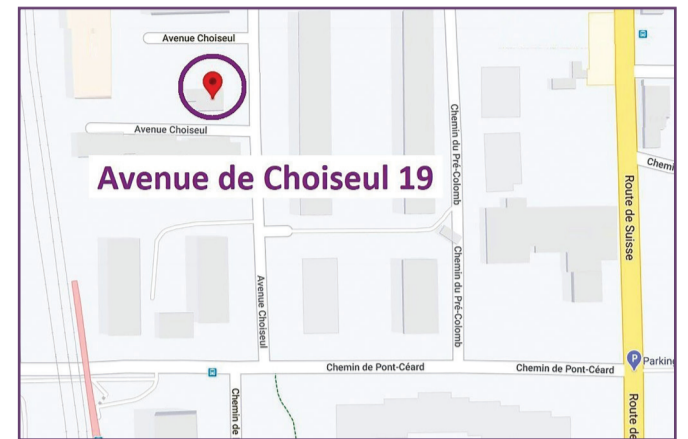 Avenue Choiseul
Avenue Choiseul
Avenue de Choiseul 19
Chemin du Pré-Colomb
Chemi
Route de Suisse
Avenue Choiseul
Chemin du Pré-Colomb
Chemin de Pont-Céard
Chemin de Pont-Céard
P Parking
Chemin de
Route de